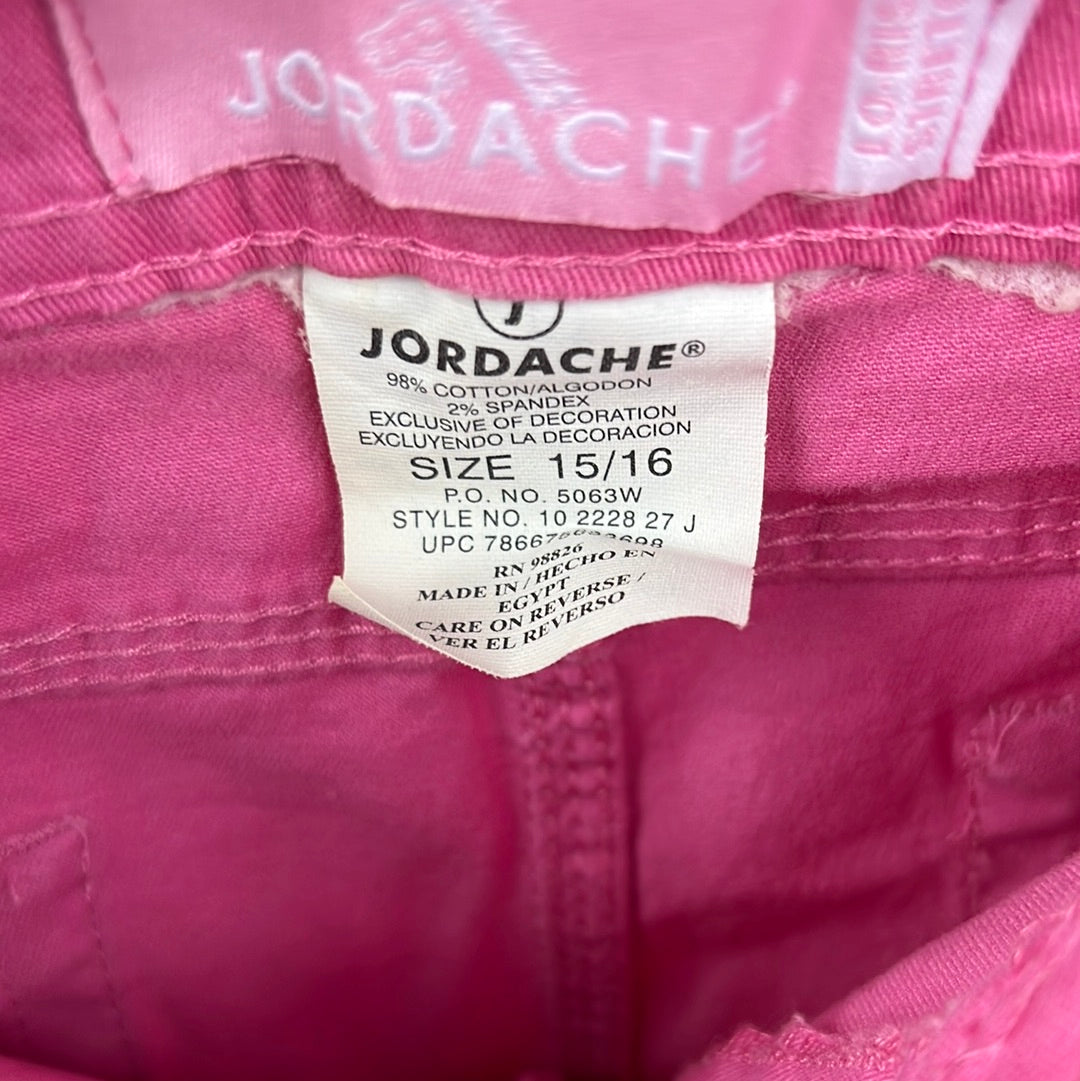 JORDACHE
J
JORDACHE®
98% COTTON/ALGODON
2% SPANDEX
EXCLUSIVE OF DECORATION
EXCLUYENDO LA DECORACION
SIZE 15/16
P.O. NO. 5063W
STYLE NO. 10 2228 27 J
UPC
RN 98826
MADE IN / HECHO EN
EGYPT
CARE ON REVERSE /
VER EL REVERSO